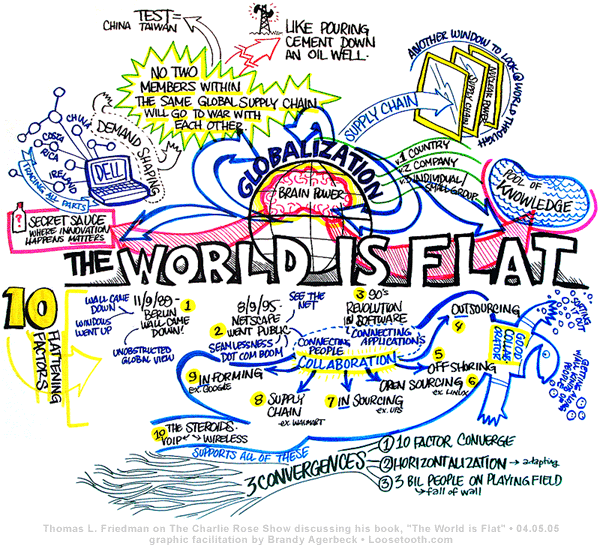 TEST=
CHINA TAIWAN
LIKE POURING
CEMENT DOWN
AN OIL WELL.
NO TWO
MEMBERS WITHIN
THE SAME GLOBAL SUPPLY CHAIN
WILL GO TO WAR WITH
EACH OTHER
ANOTHER WINDOW TO LOOK @ WORLD THROUGH
SUPPLY CHAIN
SUPPLY CHAIN
CHINA
COSTA
RICA
IRELAND
DEMAND SHAPING
DELL
TRACING ALL PARTS
GLOBALIZATION
BRAIN POWER
v.1 COUNTRY
v.2 COMPANY
v.3 INDIVIDUAL/
SMALL GROUP
POOL OF
KNOWLEDGE
SECRET SAUCE
WHERE INNOVATION
HAPPENS MATTERS
THE WORLD IS FLAT
10
FLATTENING
FACTORS
WALL CAME
DOWN
WINDOWS
WENT UP
11/9/89-
BERLIN
WALL CAME
DOWN!
1
UNOBSTRUCTED
GLOBAL VIEW
2
8/9/95-
NETSCAPE
WENT PUBLIC
SEE THE
NET
SEAMLESSNESS
DOT COM BOOM
3 90's
REVOLUTION
IN SOFTWARE
CONNECTING
PEOPLE
CONNECTING
APPLICATIONS
COLLABORATION
OUTSOURCING
4
5
OFFSHORING
OPEN SOURCING 6
ex. LINUX
7 IN SOURCING
ex. UPS
8 SUPPLY
CHAIN
ex. WALMART
9 IN FORMING
ex. GOOGLE
10 THE STEROIDS
VOIP WIRELESS
SUPPORTS ALL OF THESE
GOOD
COLLAB
ORATOR
SORTING
OUT
3 CONVERGENCES
1 10 FACTOR CONVERGE
2 HORIZONTALIZATION → adapting
3 3 BIL PEOPLE ON PLAYING FIELD
→ fall of wall
Thomas L. Friedman on The Charlie Rose Show discussing his book, "The World is Flat" • 04.05.05
graphic facilitation by Brandy Agerbeck • Loosetooth.com